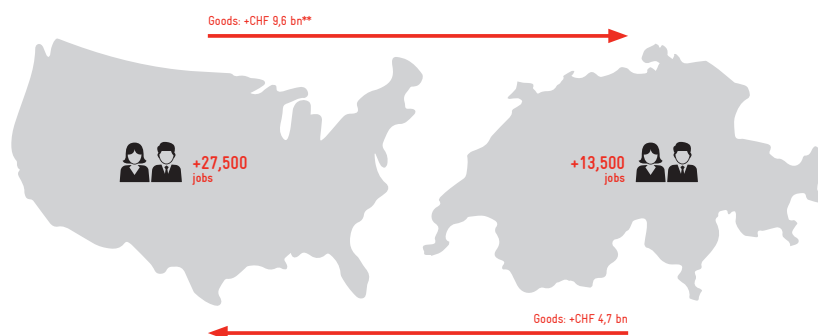 Goods: +CHF 9,6 bn**
+27,500
jobs
+13,500
jobs
Goods: +CHF 4,7 bn